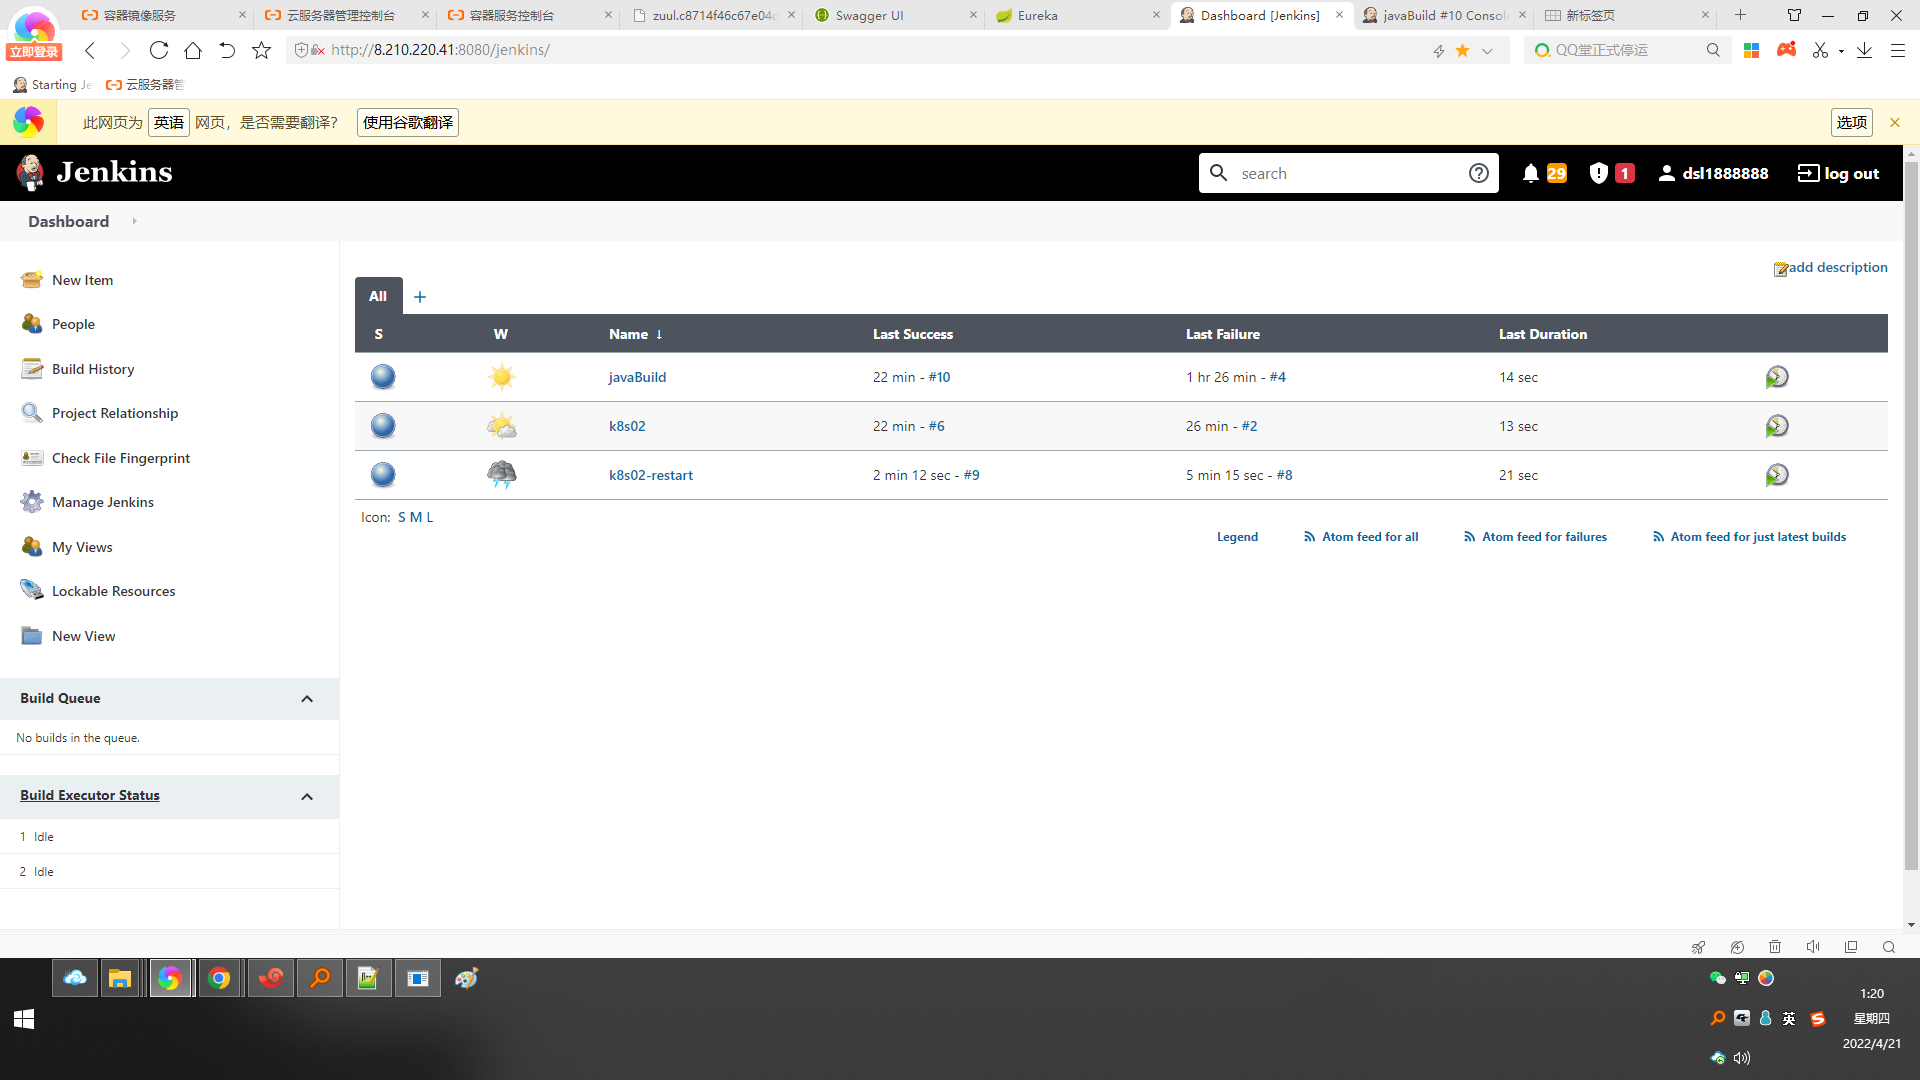 容器镜像服务
云服务器管理控制台
容器服务控制台
zuul.c8714f46c67e04c
Swagger UI
Eureka
Dashboard [Jenkins]
javaBuild #10 Consol
新标签页
立即登录
http://8.210.220.41:8080/jenkins/
QQ堂正式停运
Starting Je
云服务器管
此网页为 英语 网页，是否需要翻译？ 使用谷歌翻译
选项
Jenkins
search
29
1
dsl1888888
log out
Dashboard
New Item
People
Build History
Project Relationship
Check File Fingerprint
Manage Jenkins
My Views
Lockable Resources
New View
Build Queue
No builds in the queue.
Build Executor Status
1 Idle
2 Idle
add description
All +
S W Name ↓ Last Success Last Failure Last Duration
javaBuild 22 min - #10 1 hr 26 min - #4 14 sec
k8s02 22 min - #6 26 min - #2 13 sec
k8s02-restart 2 min 12 sec - #9 5 min 15 sec - #8 21 sec
Icon: S M L
Legend Atom feed for all Atom feed for failures Atom feed for just latest builds
1:20
英
星期四
2022/4/21